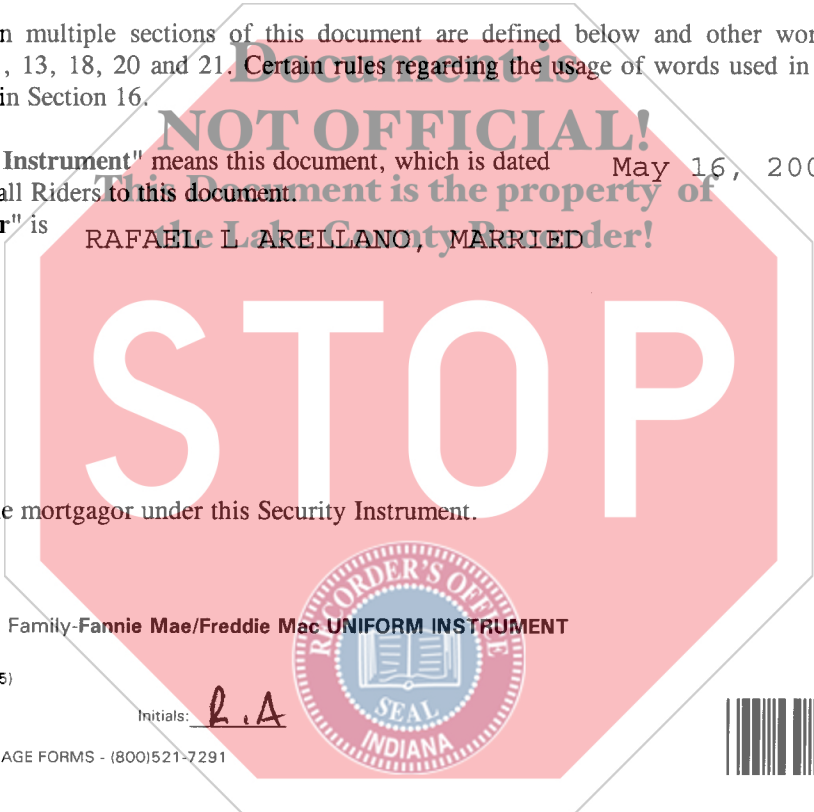 n multiple sections of this document are defined below and other wor
, 13, 18, 20 and 21. Certain rules regarding the usage of words used in
in Section 16.
Document is
NOT OFFICIAL!
This Document is the property of
the Lake County Recorder!
Instrument" means this document, which is dated May 16, 200
all Riders to this document.
r" is
RAFAEL L ARELLANO, MARRIED
STOP
e mortgagor under this Security Instrument.
RECORDER'S OFFICE
SEAL
INDIANA
Family-Fannie Mae/Freddie Mac UNIFORM INSTRUMENT
5)
Initials: R.A
AGE FORMS - (800)521-7291